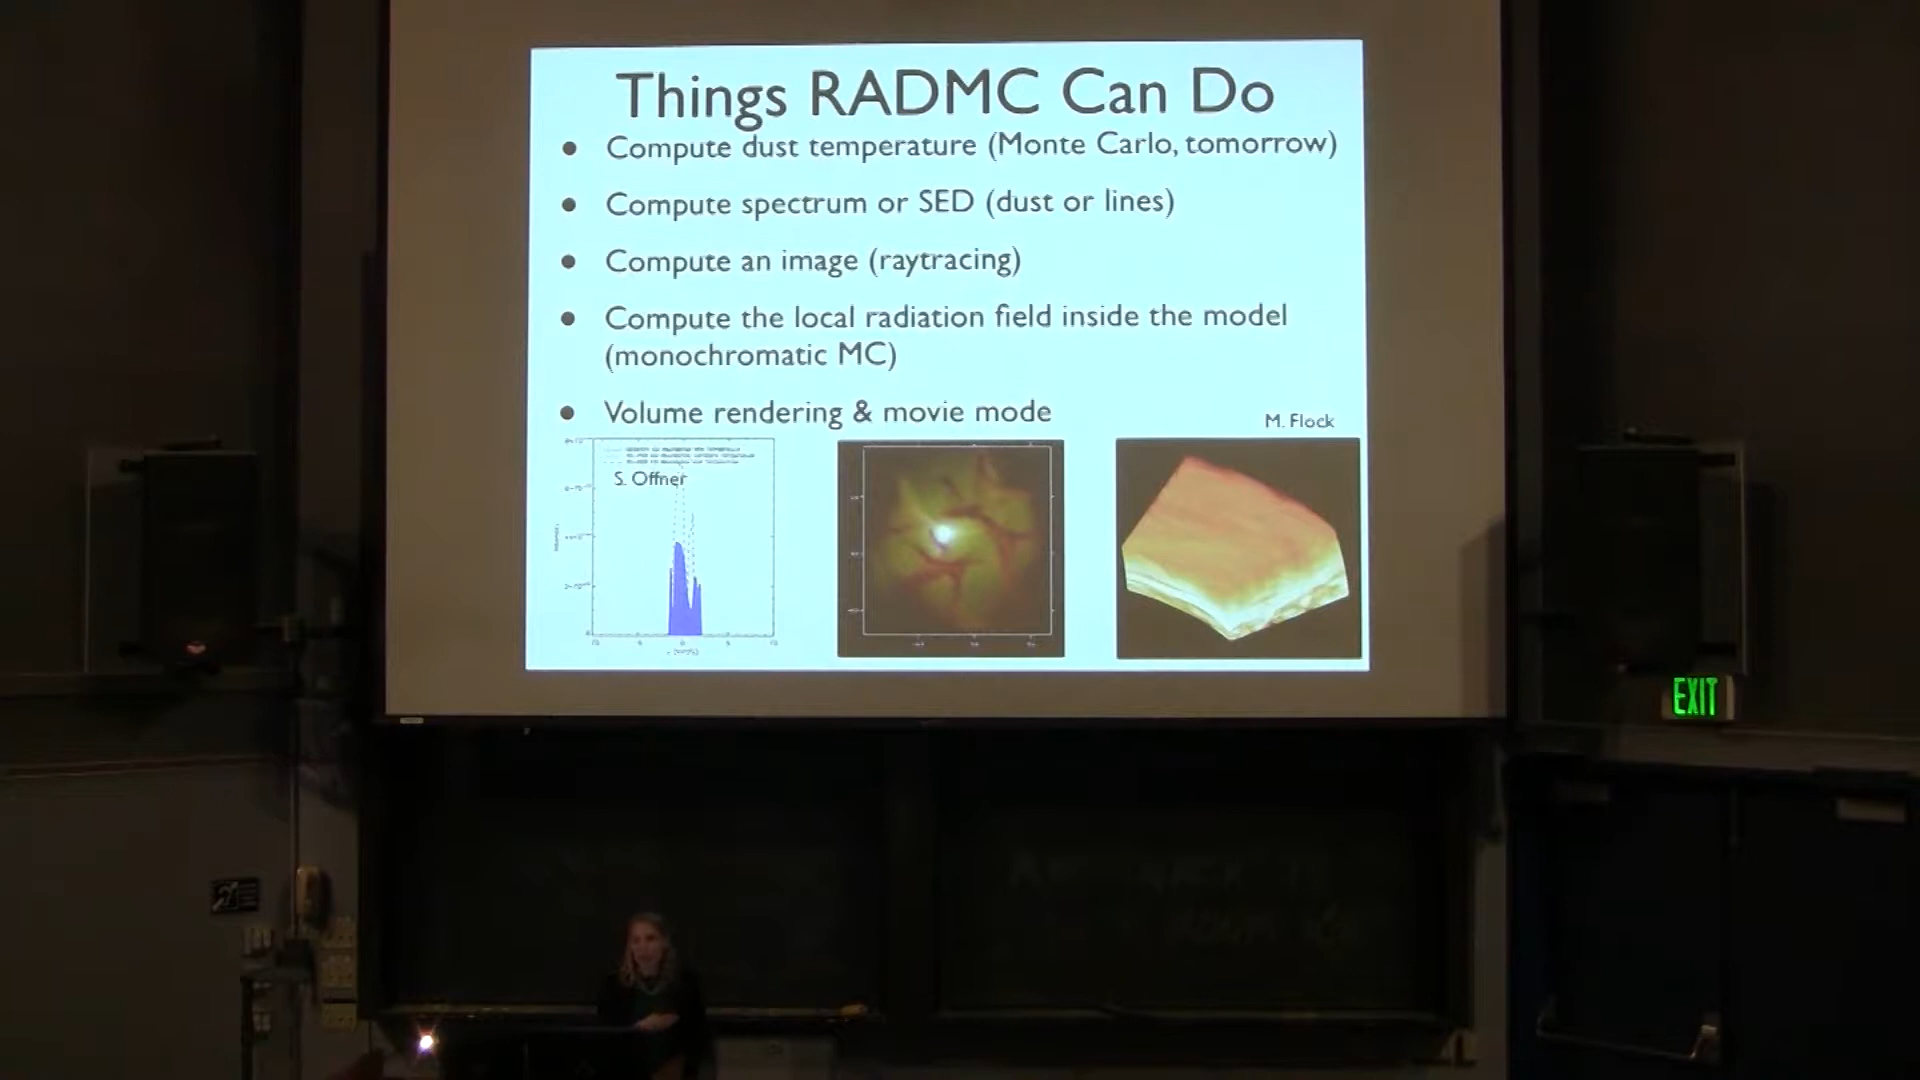 Things RADMC Can Do
• Compute dust temperature (Monte Carlo, tomorrow)
• Compute spectrum or SED (dust or lines)
• Compute an image (raytracing)
• Compute the local radiation field inside the model
(monochromatic MC)
• Volume rendering & movie mode
M. Flock
S. Offner
EXIT